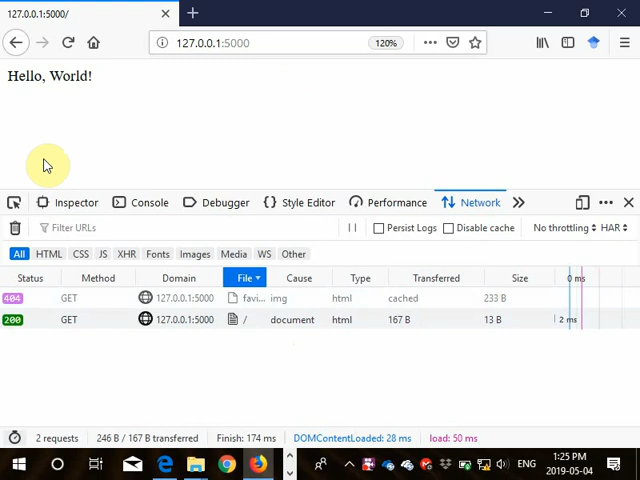 127.0.0.1:5000/
127.0.0.1:5000
120%
Hello, World!
Inspector Console Debugger Style Editor Performance Network
Filter URLs Persist Logs Disable cache No throttling HAR
All HTML CSS JS XHR Fonts Images Media WS Other
Status Method Domain File Cause Type Transferred Size 0 ms
404 GET 127.0.0.1:5000 favi... img html cached 233 B
200 GET 127.0.0.1:5000 / document html 167 B 13 B 2 ms
2 requests 246 B / 167 B transferred Finish: 174 ms DOMContentLoaded: 28 ms load: 50 ms
ENG 1:25 PM
2019-05-04